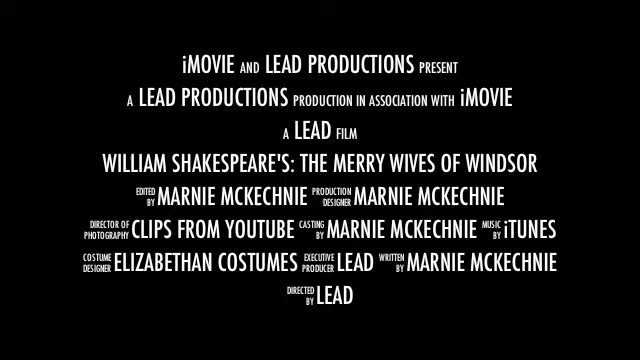 iMOVIE AND LEAD PRODUCTIONS PRESENT
A LEAD PRODUCTIONS PRODUCTION IN ASSOCIATION WITH iMOVIE
A LEAD FILM
WILLIAM SHAKESPEARE'S: THE MERRY WIVES OF WINDSOR
EDITED BY MARNIE MCKECHNIE PRODUCTION DESIGNER MARNIE MCKECHNIE
DIRECTOR OF PHOTOGRAPHY CLIPS FROM YOUTUBE CASTING BY MARNIE MCKECHNIE MUSIC BY iTUNES
COSTUME DESIGNER ELIZABETHAN COSTUMES EXECUTIVE PRODUCER LEAD WRITTEN BY MARNIE MCKECHNIE
DIRECTED BY LEAD